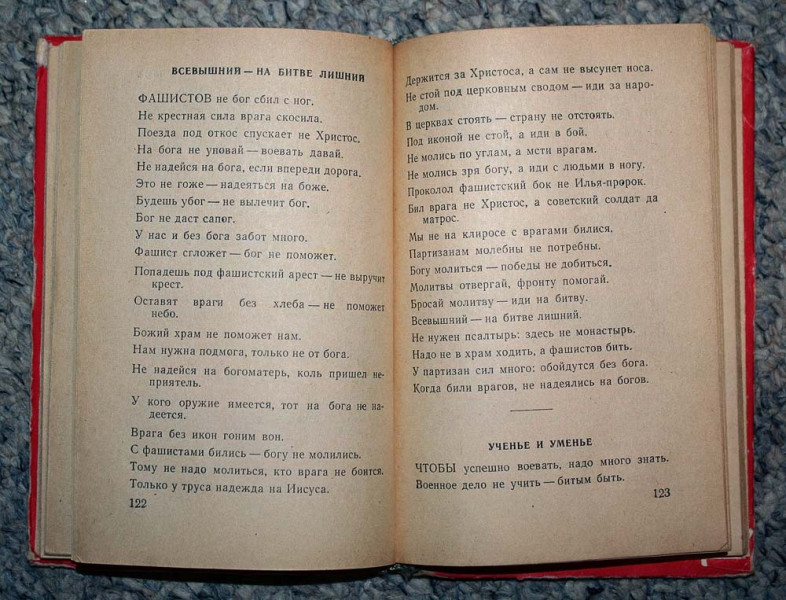 ВСЕВЫШНИЙ — НА БИТВЕ ЛИШНИЙ
ФАШИСТОВ не бог сбил с ног.
Не крестная сила врага скосила.
Поезда под откос спускает не Христос.
На бога не уповай — воевать давай.
Не надейся на бога, если впереди дорога.
Это не гоже — надеяться на боже.
Будешь убог — не вылечит бог.
Бог не даст сапог.
У нас и без бога забот много.
Фашист сгложет — бог не поможет.
Попадешь под фашистский арест — не выручит
крест.
Оставят враги без хлеба — не поможет
небо.
Божий храм не поможет нам.
Нам нужна подмога, только не от бога.
Не надейся на богоматерь, коль пришел не-
приятель.
У кого оружие имеется, тот на бога не на-
деется.
Врага без икон гоним вон.
С фашистами бились — богу не молились.
Тому не надо молиться, кто врага не боится.
Только у труса надежда на Иисуса.
122
Держится за Христоса, а сам не высунет носа.
Не стой под церковным сводом — иди за наро-
дом.
В церквах стоять — страну не отстоять.
Под иконой не стой, а иди в бой.
Не молись по углам, а мсти врагам.
Не молись зря богу, а иди с людьми в ногу.
Проколол фашистский бок не Илья-пророк.
Бил врага не Христос, а советский солдат да
матрос.
Мы не на клиросе с врагами билися.
Партизанам молебны не потребны.
Богу молиться — победы не добиться.
Молитвы отвергай, фронту помогай.
Бросай молитву — иди на битву.
Всевышний — на битве лишний.
Не нужен псалтырь: здесь не монастырь.
Надо не в храм ходить, а фашистов бить.
У партизан сил много: обойдутся без бога.
Когда били врагов, не надеялись на богов.
УЧЕНЬЕ И УМЕНЬЕ
ЧТОБЫ успешно воевать, надо много знать.
Военное дело не учить — битым быть.
123